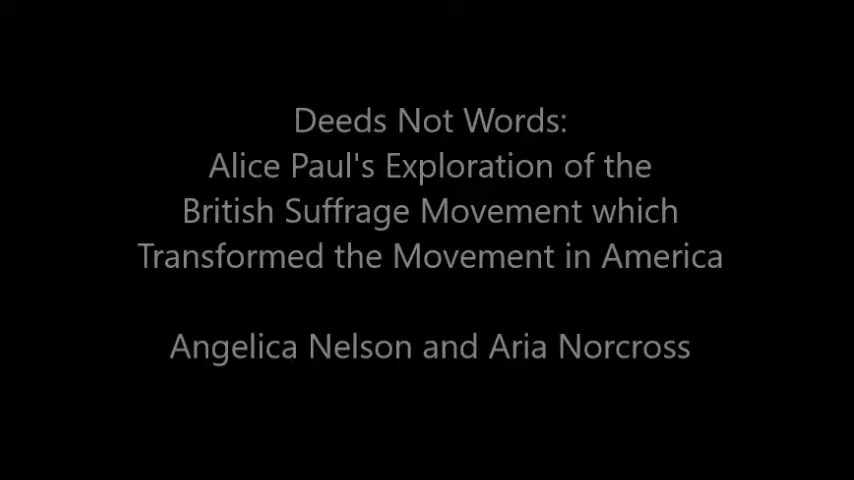 Deeds Not Words:
Alice Paul's Exploration of the
British Suffrage Movement which
Transformed the Movement in America
Angelica Nelson and Aria Norcross